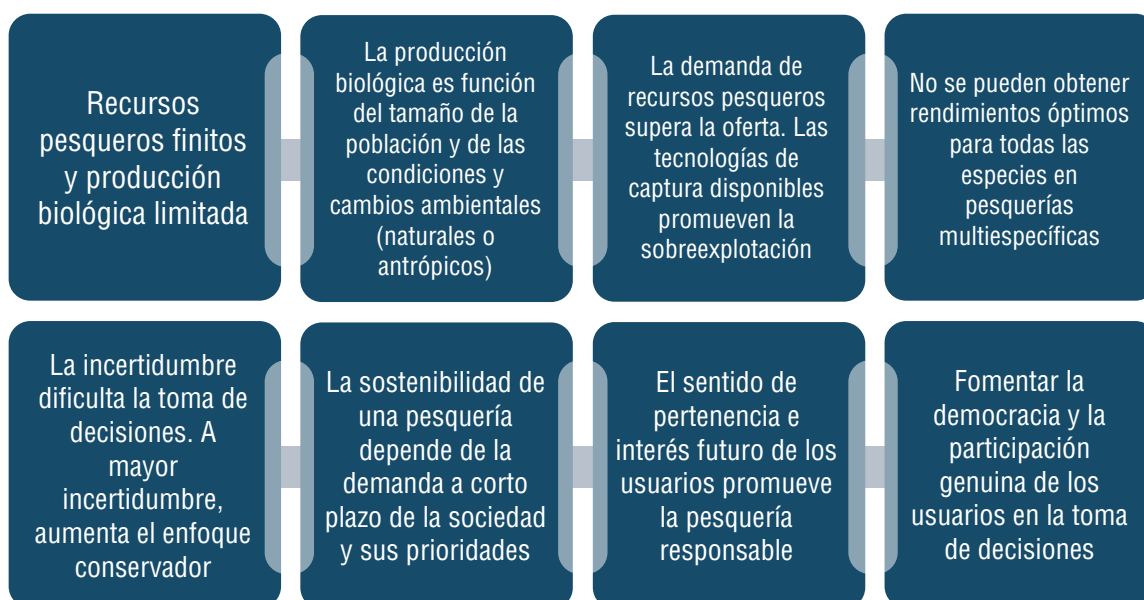 Recursos
pesqueros finitos
y producción
biológica limitada
La producción
biológica es función
del tamaño de la
población y de las
condiciones y
cambios ambientales
(naturales o
antrópicos)
La demanda de
recursos pesqueros
supera la oferta. Las
tecnologías de
captura disponibles
promueven la
sobreexplotación
No se pueden obtener
rendimientos óptimos
para todas las
especies en
pesquerías
multiespecíficas
La incertidumbre
dificulta la toma de
decisiones. A
mayor
incertidumbre,
aumenta el enfoque
conservador
La sostenibilidad de
una pesquería
depende de la
demanda a corto
plazo de la sociedad
y sus prioridades
El sentido de
pertenencia e
interés futuro de los
usuarios promueve
la pesquería
responsable
Fomentar la
democracia y la
participación
genuina de los
usuarios en la toma
de decisiones